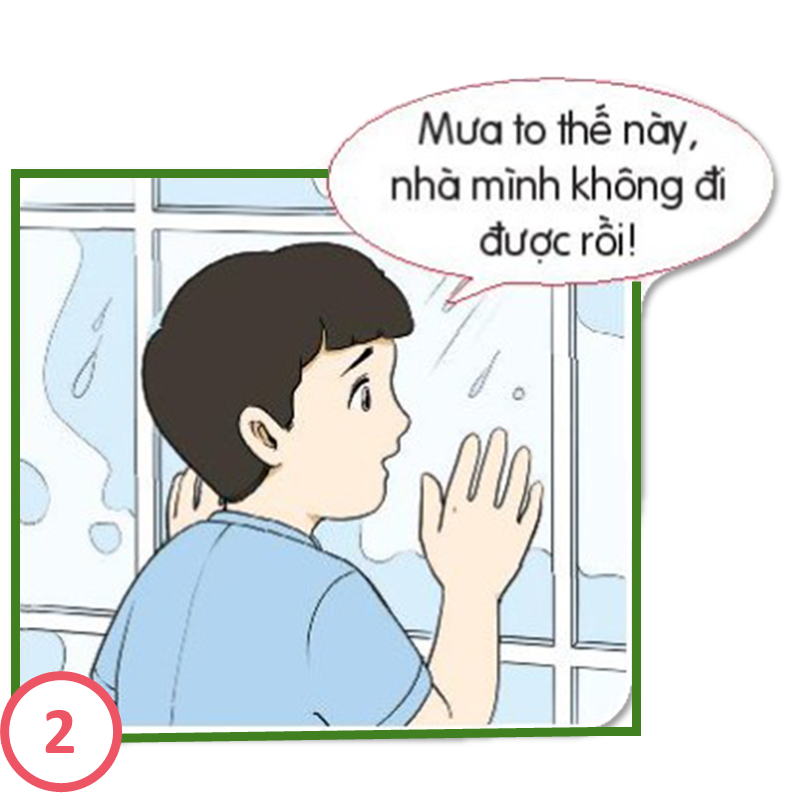 Mưa to thế này,
nhà mình không đi
được rồi!
2